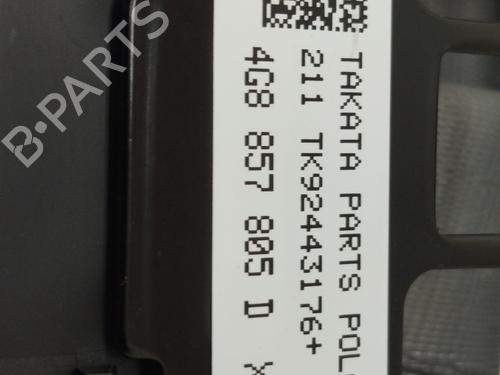 TAKATA PARTS POL
211 TK92443176+
4G8 857 805 D X
B-PARTS